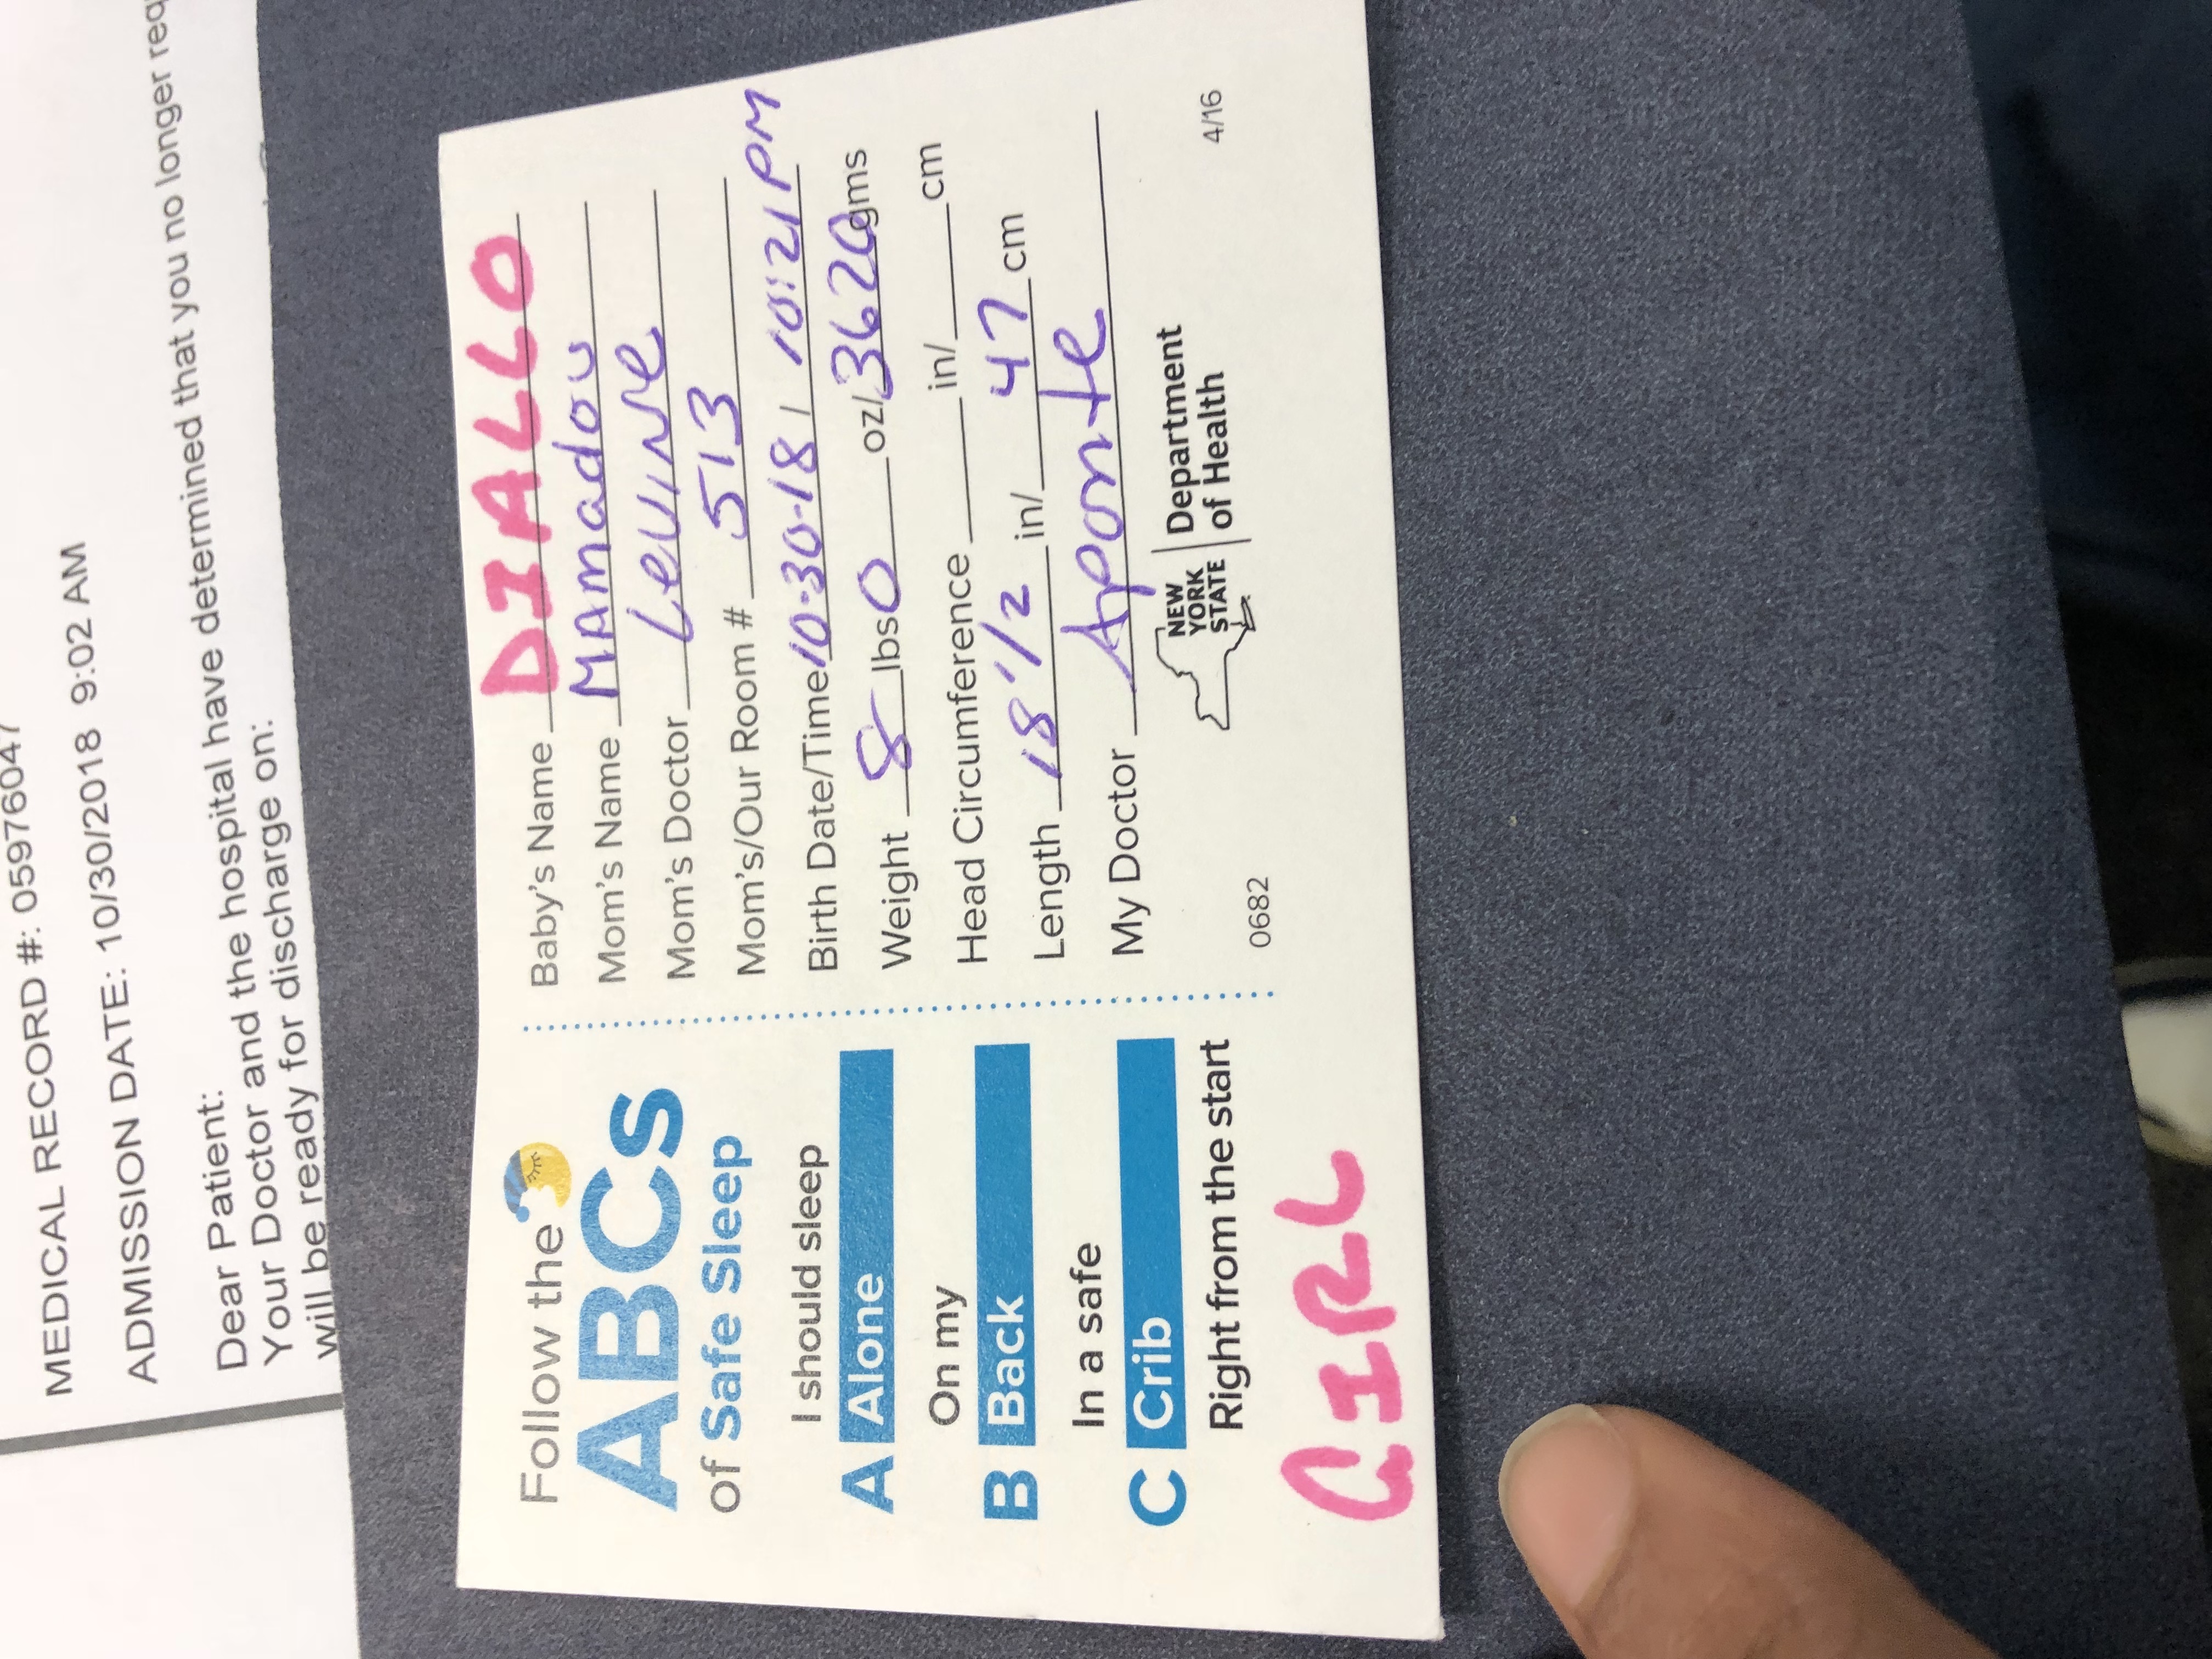 MEDICAL RECORD #: 05976047
ADMISSION DATE: 10/30/2018 9:02 AM
Dear Patient:
Your Doctor and the hospital have determined that you no longer
will be ready for discharge on:
Follow the
ABCs
of Safe Sleep
I should sleep
A Alone
On my
B Back
In a safe
C Crib
Right from the start
GIRL
Baby's Name DIALLO
Mom's Name MAmadou
Mom's Doctor LeviNe
Mom's/Our Room # 513
Birth Date/Time 10-30-18 / 10:21 PM
Weight 8 lbs 0 oz/ 3620 gms
Head Circumference in/ cm
Length 18 1/2 in/ 47 cm
My Doctor Aponte
NEW YORK STATE Department of Health
0682
4/16